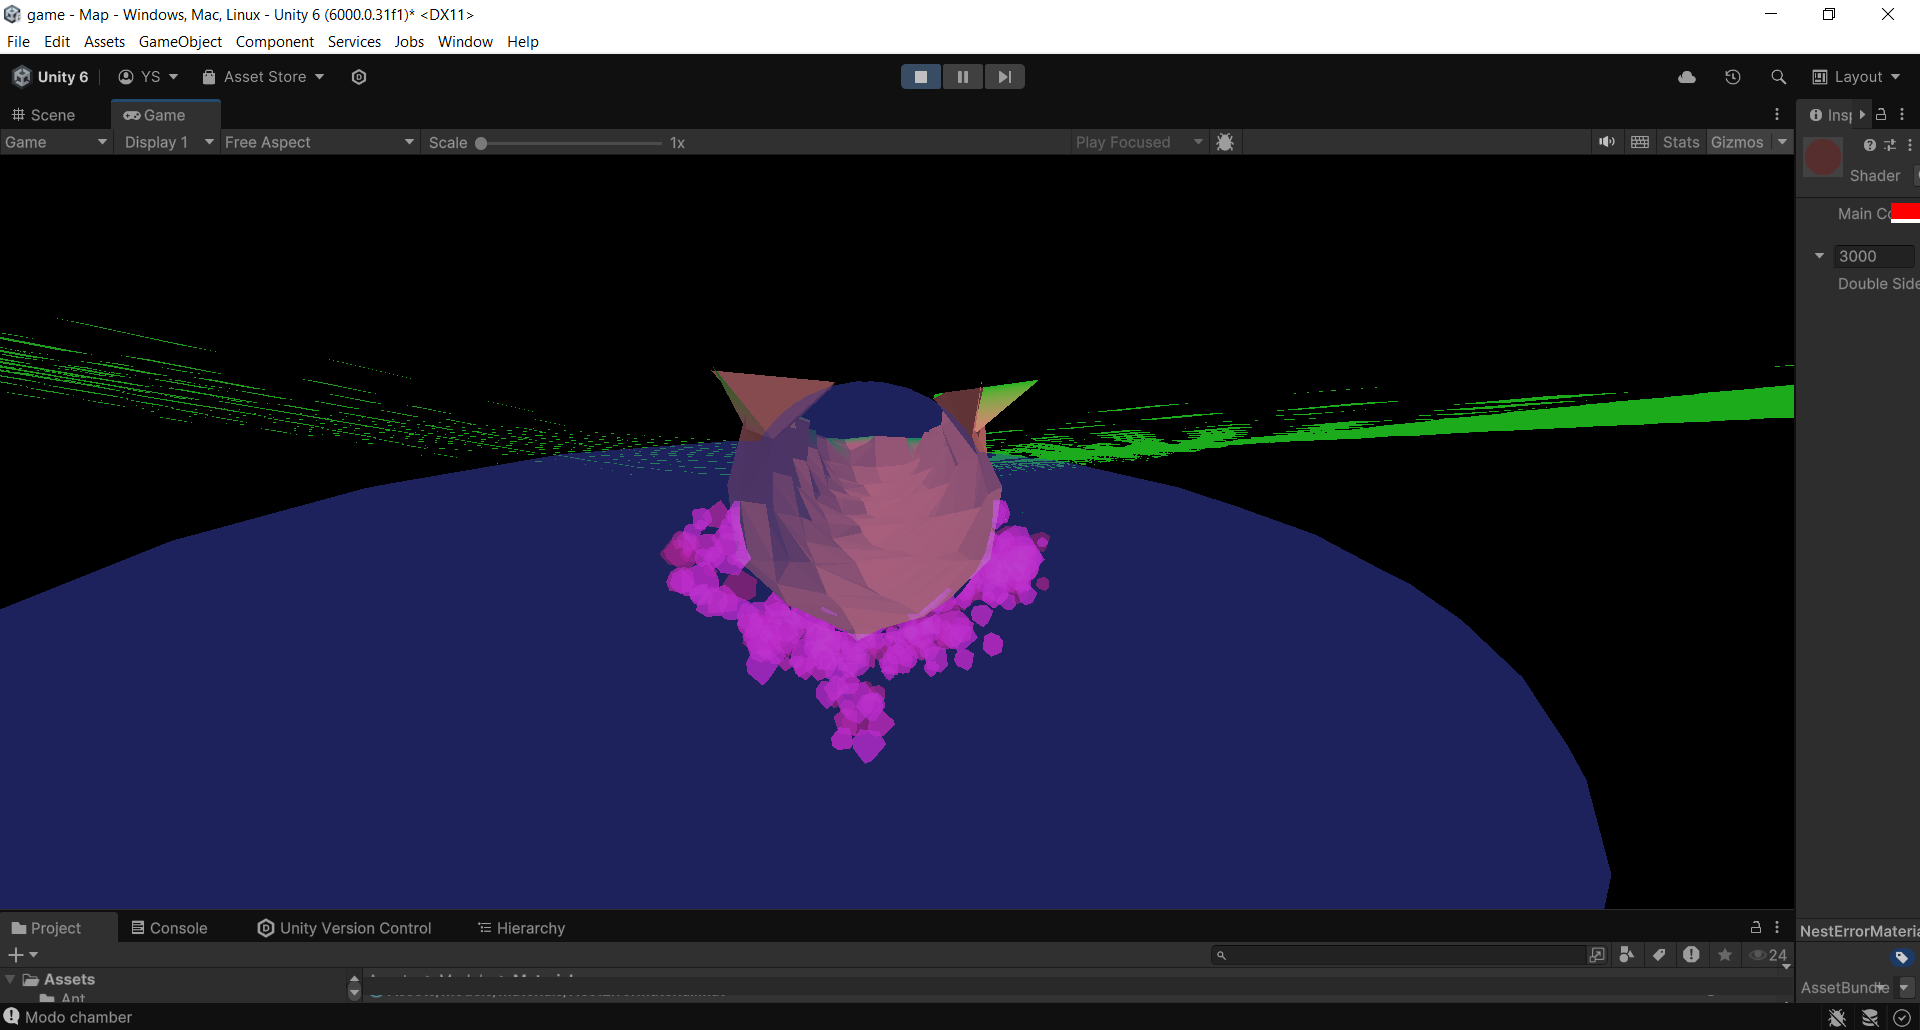 game - Map - Windows, Mac, Linux - Unity 6 (6000.0.31f1)* <DX11>
File Edit Assets GameObject Component Services Jobs Window Help
Unity 6 YS Asset Store Layout
Scene Game Insp
Game Display 1 Free Aspect Scale 1x Play Focused Stats Gizmos
Shader
Main Co
3000
Double Side
Project Console Unity Version Control Hierarchy
NestErrorMateria
24
Assets
Ant
AssetBundle
Modo chamber